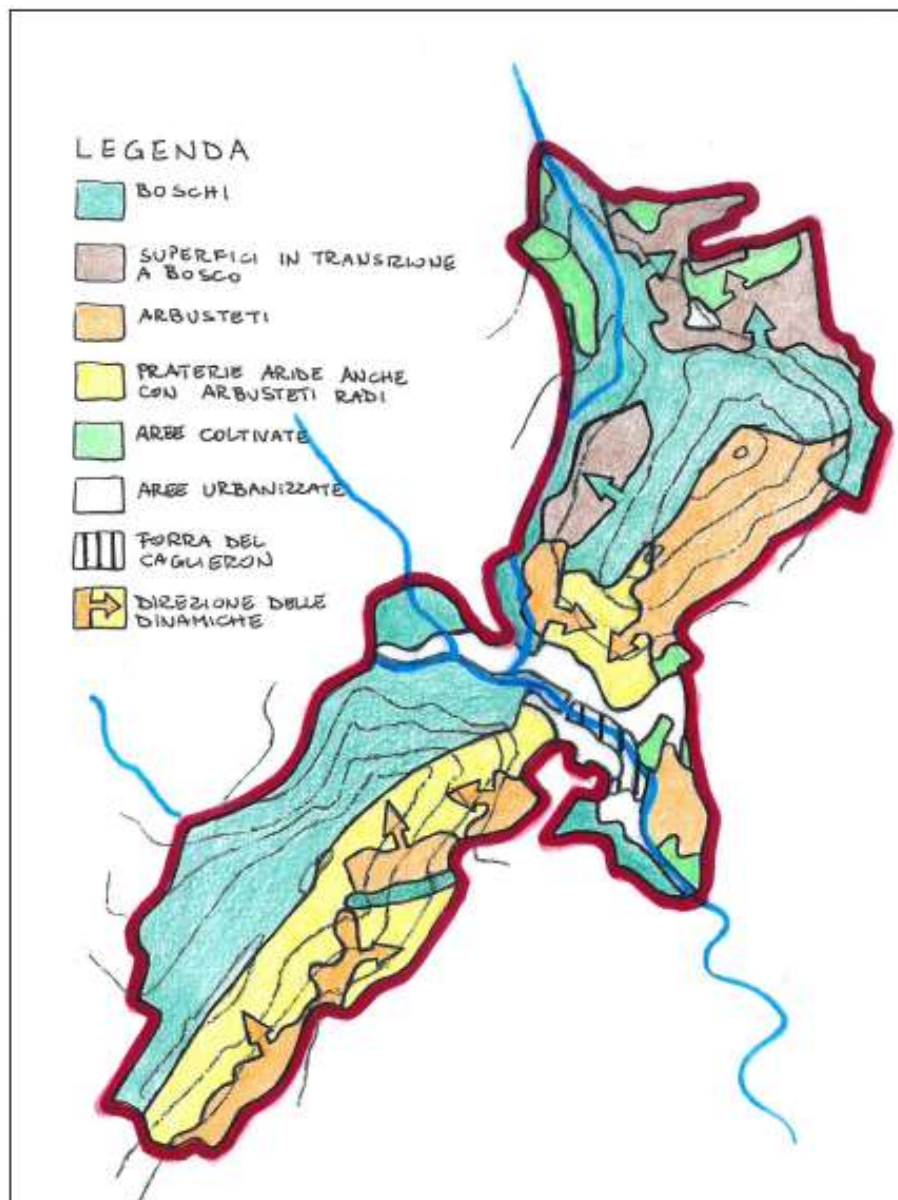 LEGENDA
BOSCHI
SUPERFICI IN TRANSIZIONE
A BOSCO
ARBUSTETI
PRATERIE ARIDE ANCHE
CON ARBUSTETI RADI
AREE COLTIVATE
AREE URBANIZZATE
FORRA DEL
CAGLIERON
DIREZIONE DELLE
DINAMICHE